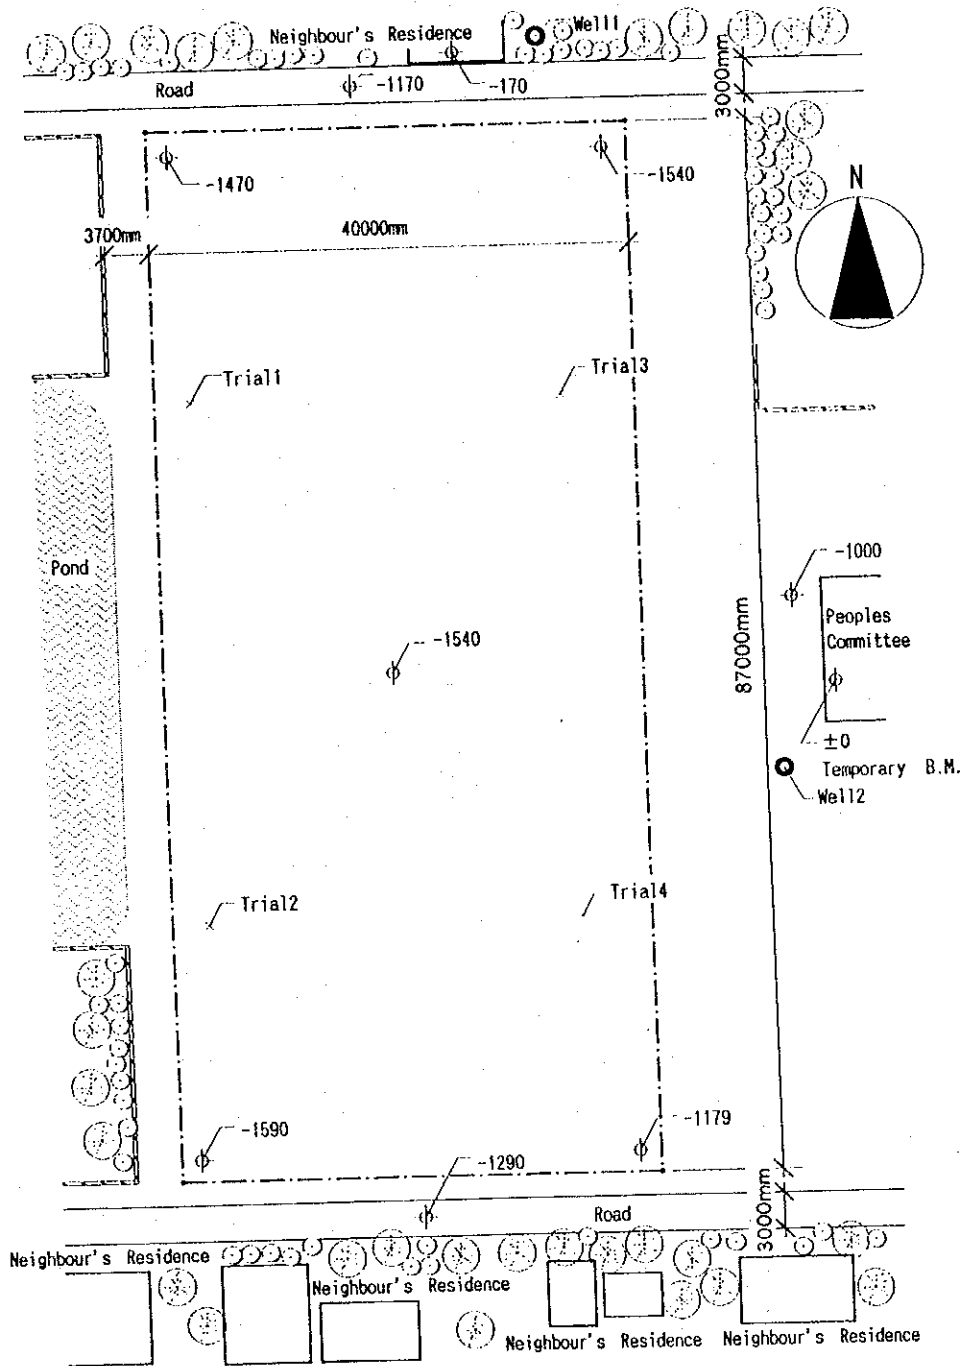 Neighbour's Residence
Well1
-1170
-170
Road
3000mm
-1470
-1540
N
3700mm
40000mm
Trial1
Trial3
Pond
-1000
Peoples
Committee
-1540
87000mm
±0
Temporary B.M.
Well2
Trial2
Trial4
-1590
-1179
-1290
Road
3000mm
Neighbour's Residence
Neighbour's Residence
Neighbour's Residence
Neighbour's Residence